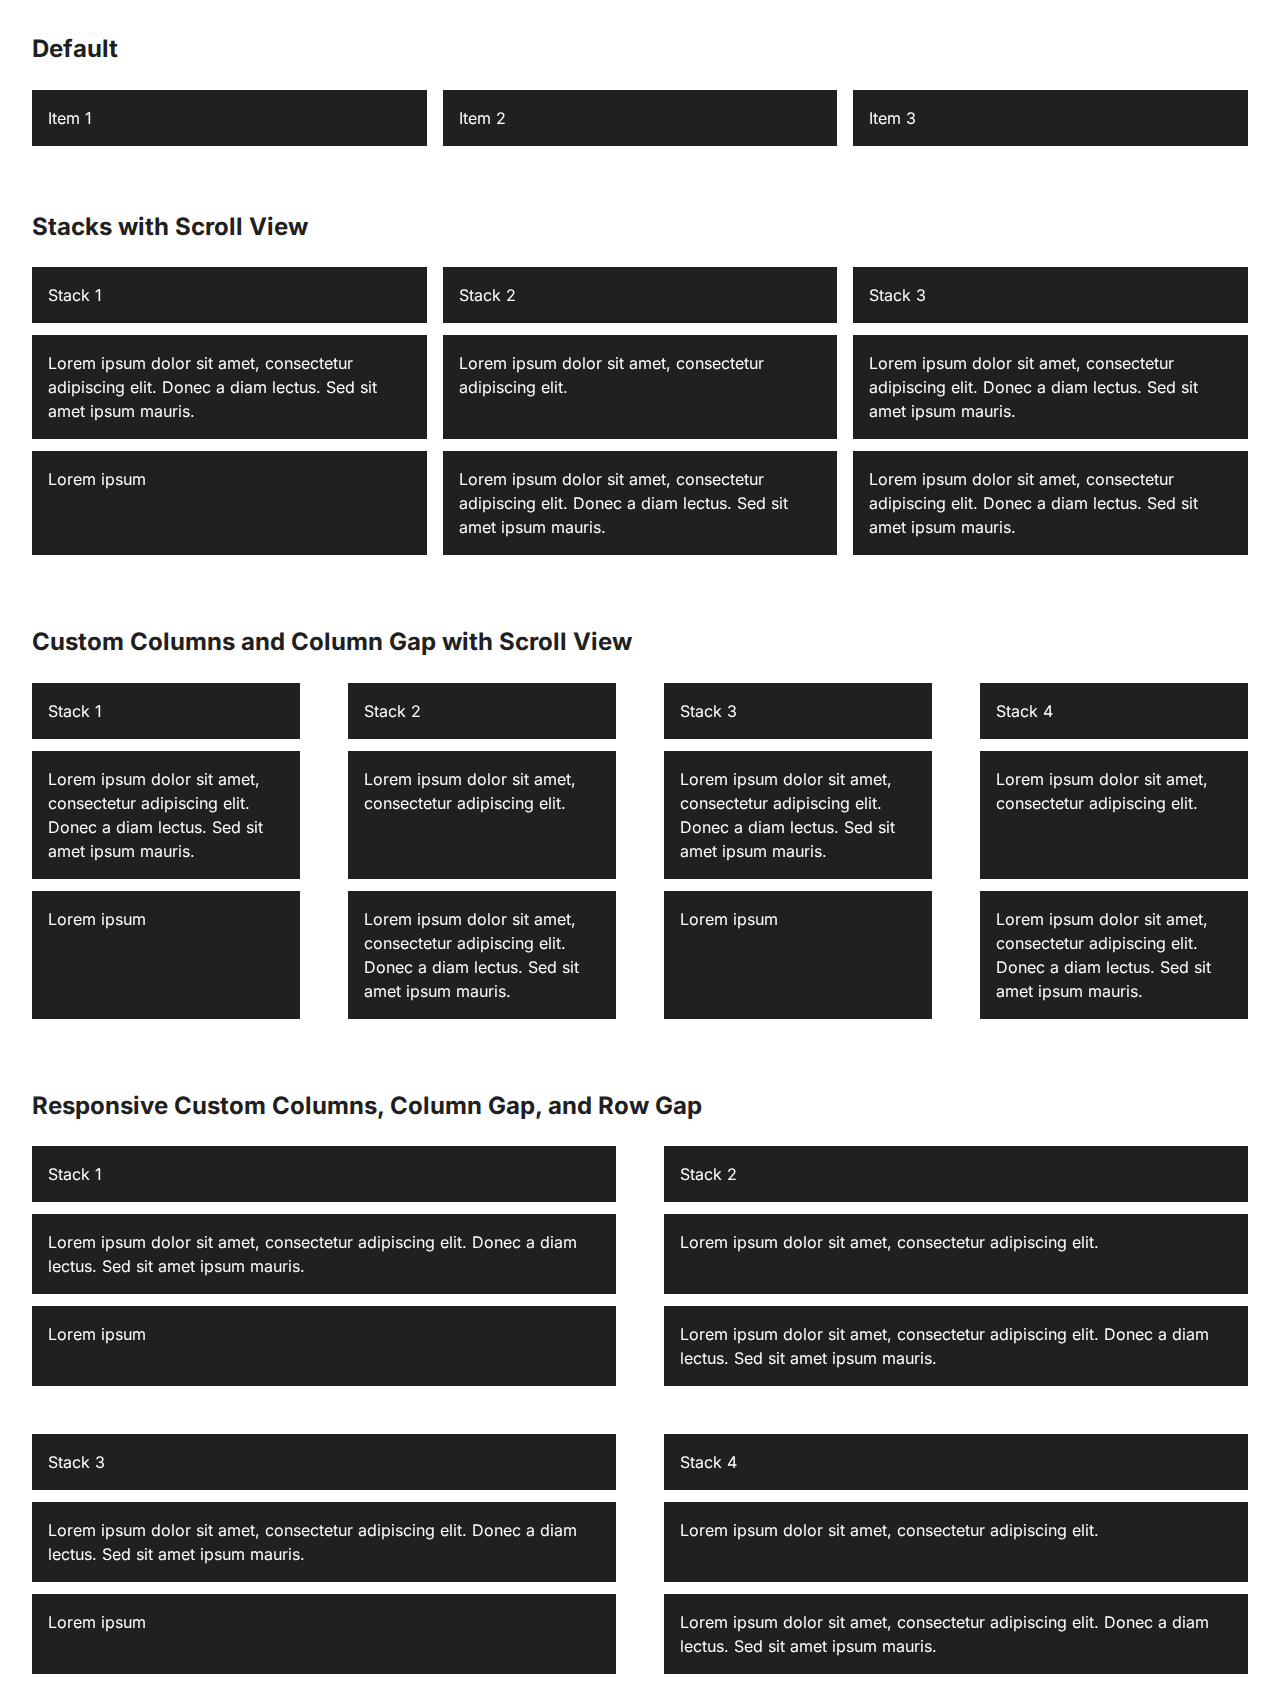 Default
Item 1
Item 2
Item 3
Stacks with Scroll View
Stack 1
Stack 2
Stack 3
Lorem ipsum dolor sit amet, consectetur
adipiscing elit. Donec a diam lectus. Sed sit
amet ipsum mauris.
Lorem ipsum dolor sit amet, consectetur
adipiscing elit.
Lorem ipsum dolor sit amet, consectetur
adipiscing elit. Donec a diam lectus. Sed sit
amet ipsum mauris.
Lorem ipsum
Lorem ipsum dolor sit amet, consectetur
adipiscing elit. Donec a diam lectus. Sed sit
amet ipsum mauris.
Lorem ipsum dolor sit amet, consectetur
adipiscing elit. Donec a diam lectus. Sed sit
amet ipsum mauris.
Custom Columns and Column Gap with Scroll View
Stack 1
Stack 2
Stack 3
Stack 4
Lorem ipsum dolor sit amet,
consectetur adipiscing elit.
Donec a diam lectus. Sed sit
amet ipsum mauris.
Lorem ipsum dolor sit amet,
consectetur adipiscing elit.
Lorem ipsum dolor sit amet,
consectetur adipiscing elit.
Donec a diam lectus. Sed sit
amet ipsum mauris.
Lorem ipsum dolor sit amet,
consectetur adipiscing elit.
Lorem ipsum
Lorem ipsum dolor sit amet,
consectetur adipiscing elit.
Donec a diam lectus. Sed sit
amet ipsum mauris.
Lorem ipsum
Lorem ipsum dolor sit amet,
consectetur adipiscing elit.
Donec a diam lectus. Sed sit
amet ipsum mauris.
Responsive Custom Columns, Column Gap, and Row Gap
Stack 1
Stack 2
Lorem ipsum dolor sit amet, consectetur adipiscing elit. Donec a diam
lectus. Sed sit amet ipsum mauris.
Lorem ipsum dolor sit amet, consectetur adipiscing elit.
Lorem ipsum
Lorem ipsum dolor sit amet, consectetur adipiscing elit. Donec a diam
lectus. Sed sit amet ipsum mauris.
Stack 3
Stack 4
Lorem ipsum dolor sit amet, consectetur adipiscing elit. Donec a diam
lectus. Sed sit amet ipsum mauris.
Lorem ipsum dolor sit amet, consectetur adipiscing elit.
Lorem ipsum
Lorem ipsum dolor sit amet, consectetur adipiscing elit. Donec a diam
lectus. Sed sit amet ipsum mauris.